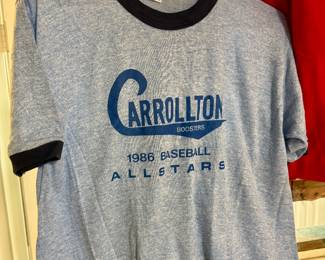 CARROLLTON
BOOSTERS
1986 BASEBALL
ALLSTARS